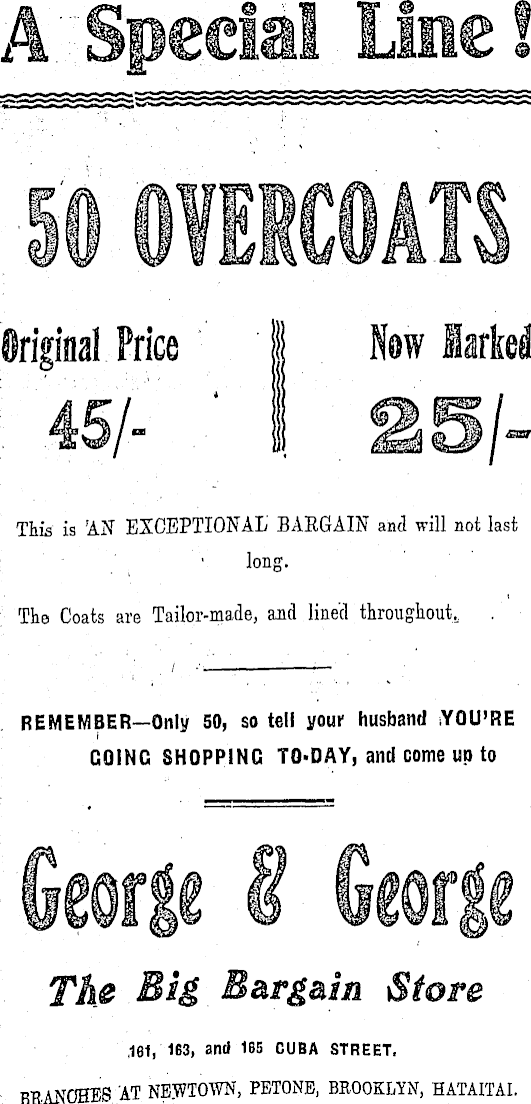 A Special Line!
50 OVERCOATS
Original Price
45/-
Now Marked
25/-
This is AN EXCEPTIONAL BARGAIN and will not last
long.
The Coats are Tailor-made, and lined throughout.
REMEMBER—Only 50, so tell your husband YOU'RE
GOING SHOPPING TO-DAY, and come up to
George & George
The Big Bargain Store
161, 163, and 165 CUBA STREET.
BRANCHES AT NEWTOWN, PETONE, BROOKLYN, HATAITAI.